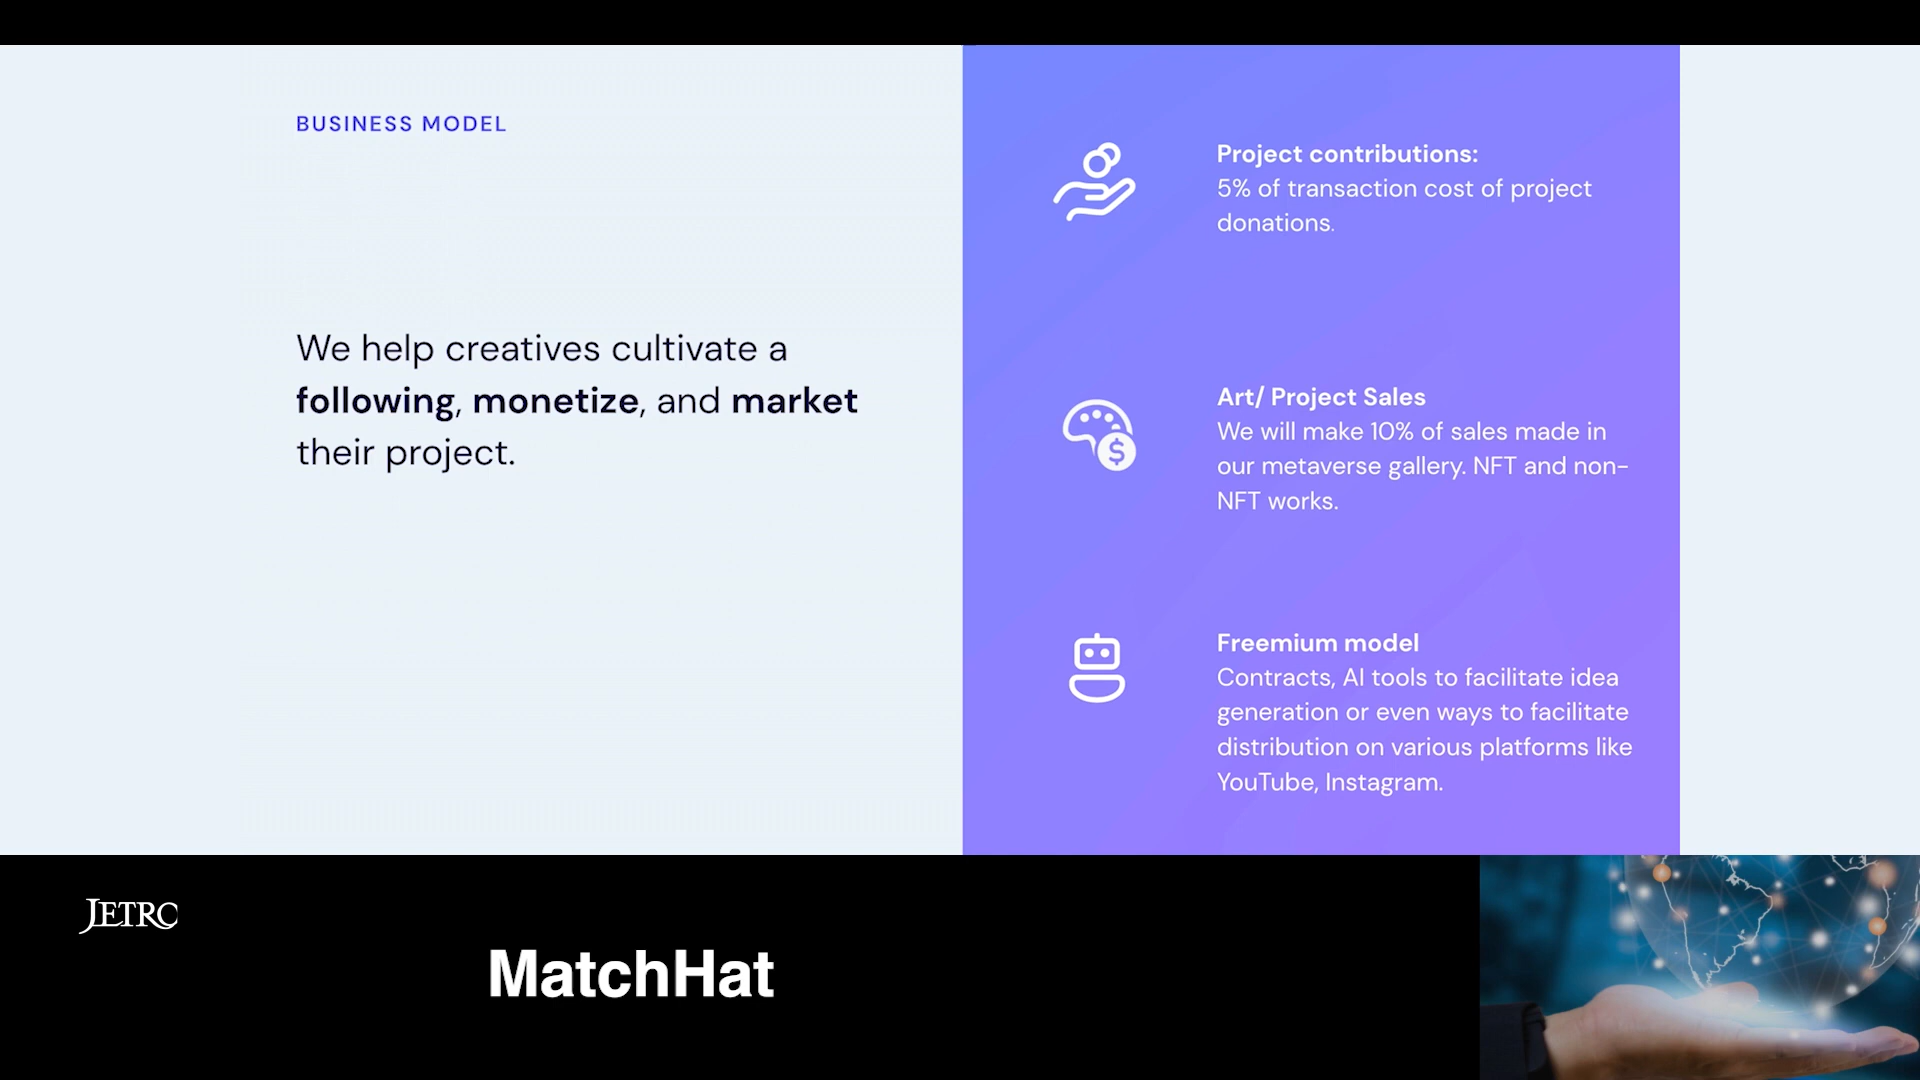 BUSINESS MODEL
We help creatives cultivate a
following, monetize, and market
their project.
Project contributions:
5% of transaction cost of project
donations.
Art/ Project Sales
We will make 10% of sales made in
our metaverse gallery. NFT and non-
NFT works.
Freemium model
Contracts, AI tools to facilitate idea
generation or even ways to facilitate
distribution on various platforms like
YouTube, Instagram.
JETRO
MatchHat